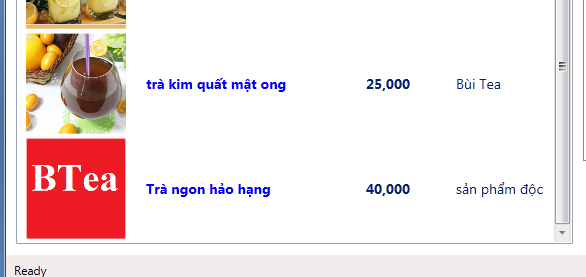 trà kim quất mật ong 25,000 Bùi Tea
BTea
Trà ngon hảo hạng 40,000 sản phẩm độc
Ready